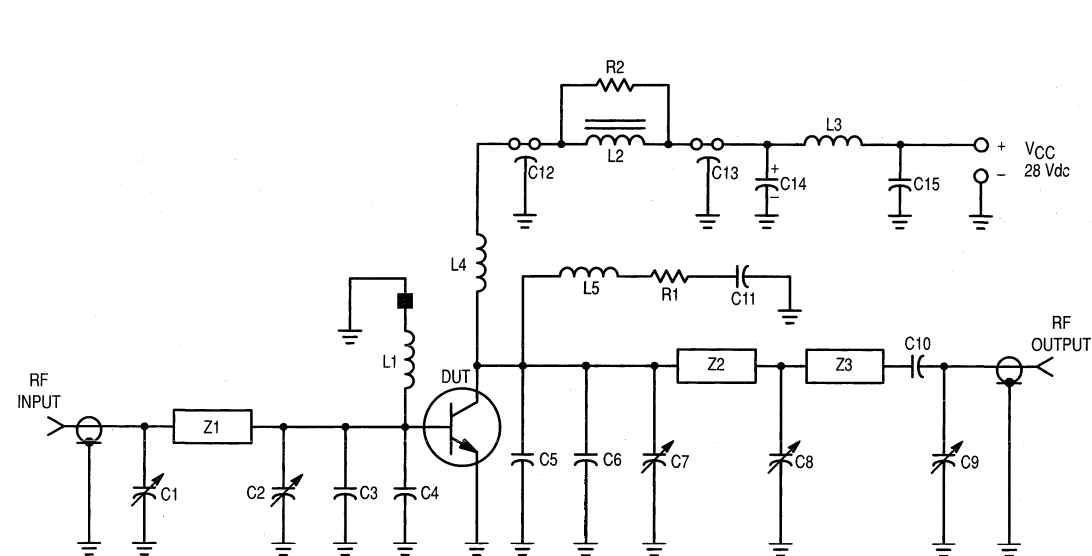 R2
L2
L3
C12
C13
+
C14
–
C15
+
–
VCC
28 Vdc
L4
L5
R1
C11
L1
DUT
RF
INPUT
Z1
Z2
Z3
C10
RF
OUTPUT
C1
C2
C3
C4
C5
C6
C7
C8
C9